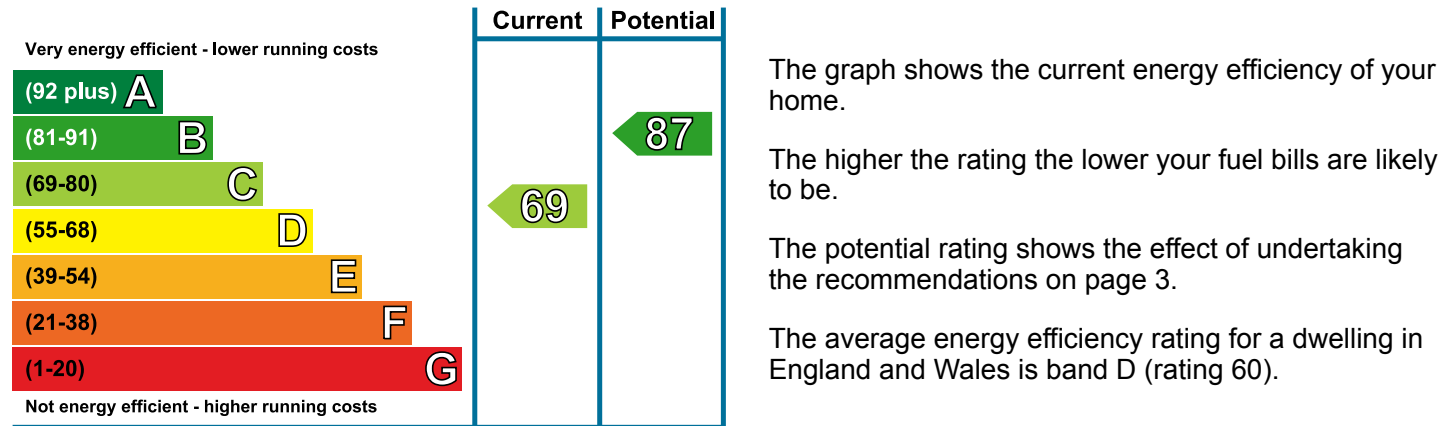 Current Potential
Very energy efficient - lower running costs
(92 plus) A
(81-91) B
87
(69-80) C
69
(55-68) D
(39-54) E
(21-38) F
(1-20) G
Not energy efficient - higher running costs
The graph shows the current energy efficiency of your
home.
The higher the rating the lower your fuel bills are likely
to be.
The potential rating shows the effect of undertaking
the recommendations on page 3.
The average energy efficiency rating for a dwelling in
England and Wales is band D (rating 60).